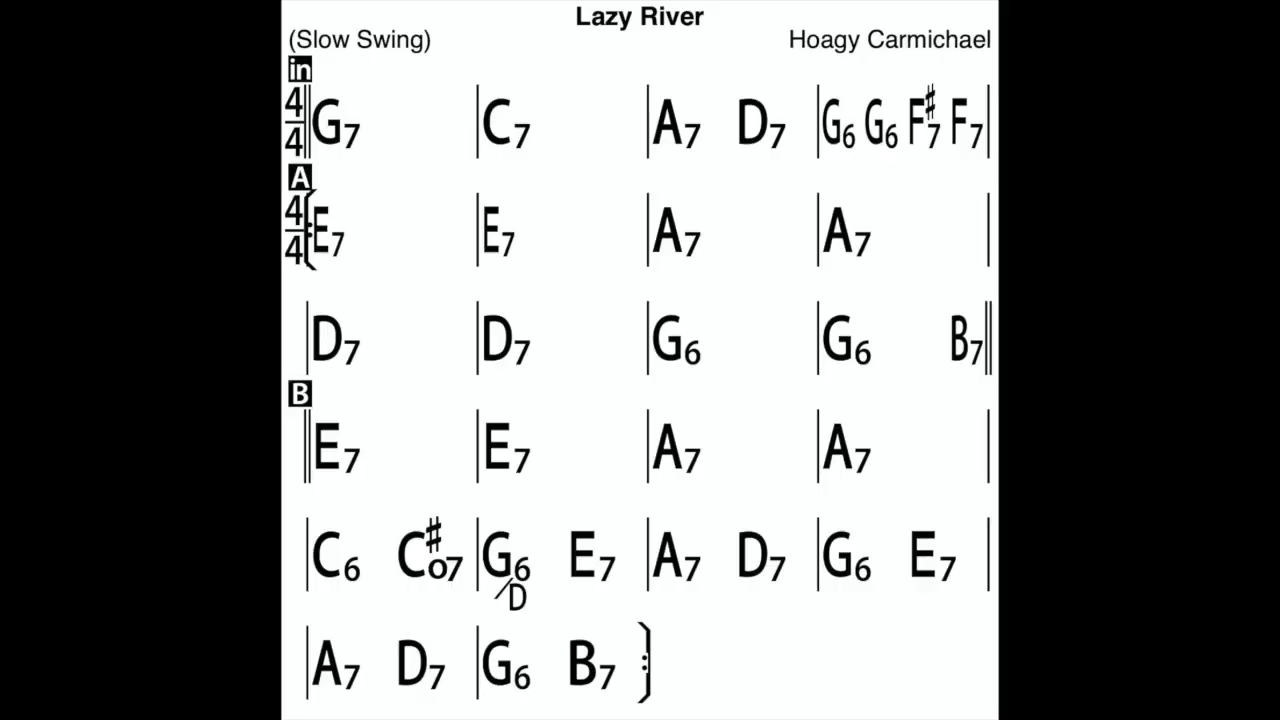 Lazy River
(Slow Swing) Hoagy Carmichael
in
4/4 G7 C7 A7 D7 G6 G6 F♯7 F7
A
4/4 E7 E7 A7 A7
D7 D7 G6 G6 B7
B
E7 E7 A7 A7
C6 C♯o7 G6/D E7 A7 D7 G6 E7
A7 D7 G6 B7